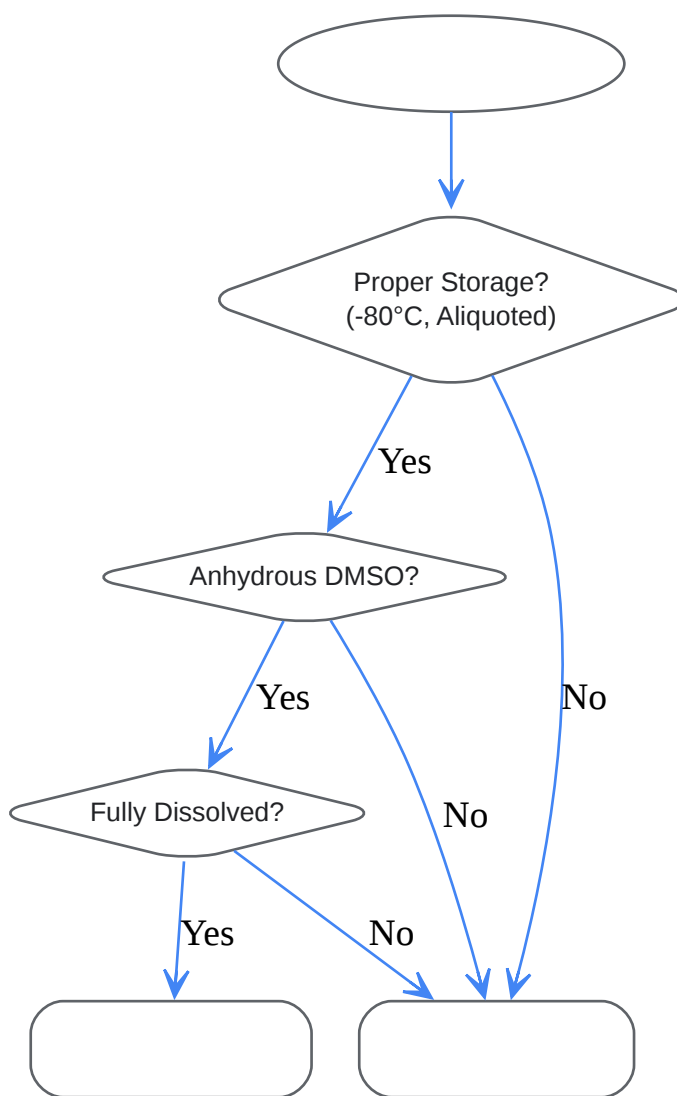 Proper Storage?
(-80°C, Aliquoted)
Yes
Anhydrous DMSO?
Yes
No
Fully Dissolved?
No
Yes
No